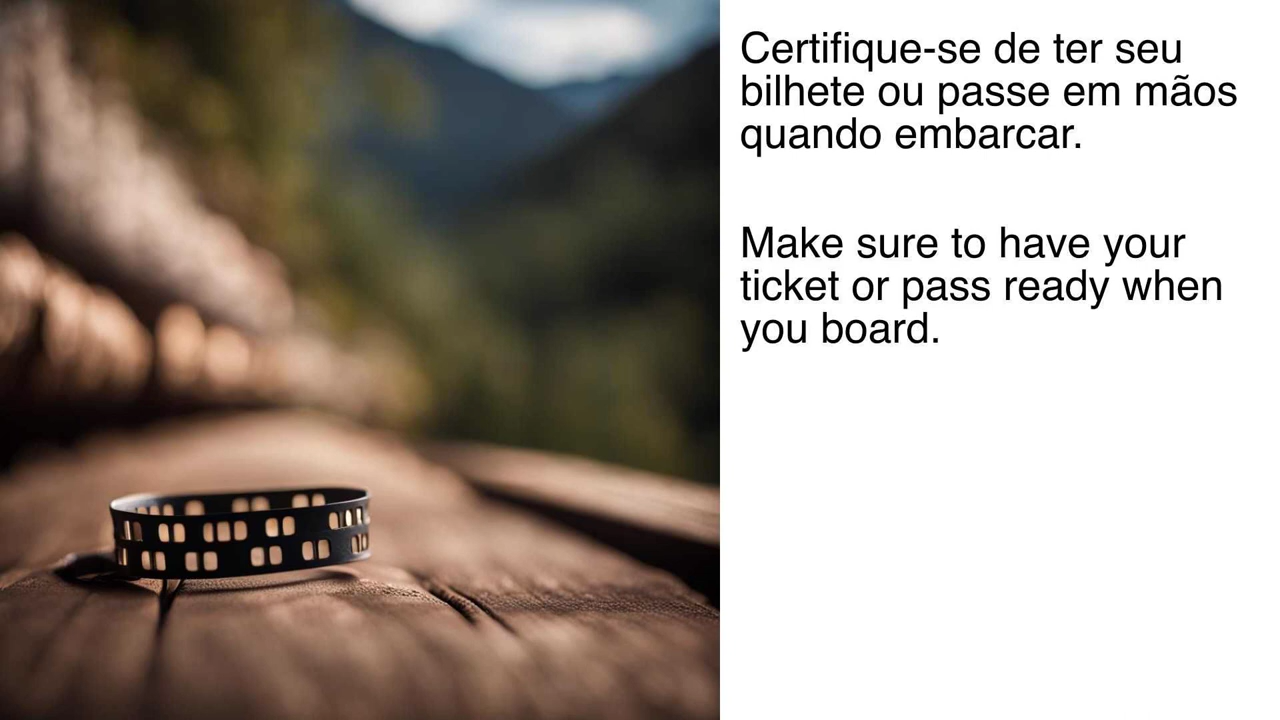 Certifique-se de ter seu
bilhete ou passe em mãos
quando embarcar.
Make sure to have your
ticket or pass ready when
you board.